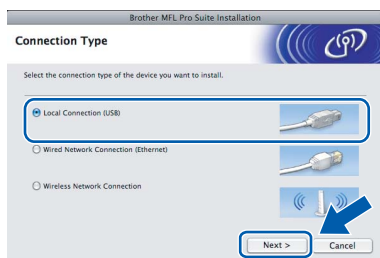 Brother MFL Pro Suite Installation
Connection Type
Select the connection type of the device you want to install.
Local Connection (USB)
Wired Network Connection (Ethernet)
Wireless Network Connection
Next >
Cancel